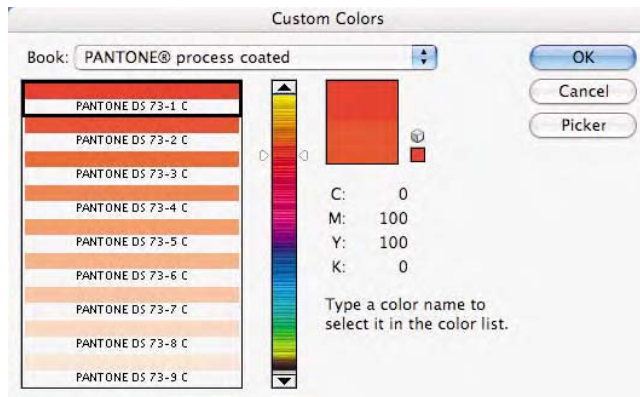 Custom Colors
Book: PANTONE® process coated
OK
Cancel
Picker
PANTONE DS 73-1 C
PANTONE DS 73-2 C
PANTONE DS 73-3 C
PANTONE DS 73-4 C
PANTONE DS 73-5 C
PANTONE DS 73-6 C
PANTONE DS 73-7 C
PANTONE DS 73-8 C
PANTONE DS 73-9 C
C: 0
M: 100
Y: 100
K: 0
Type a color name to
select it in the color list.